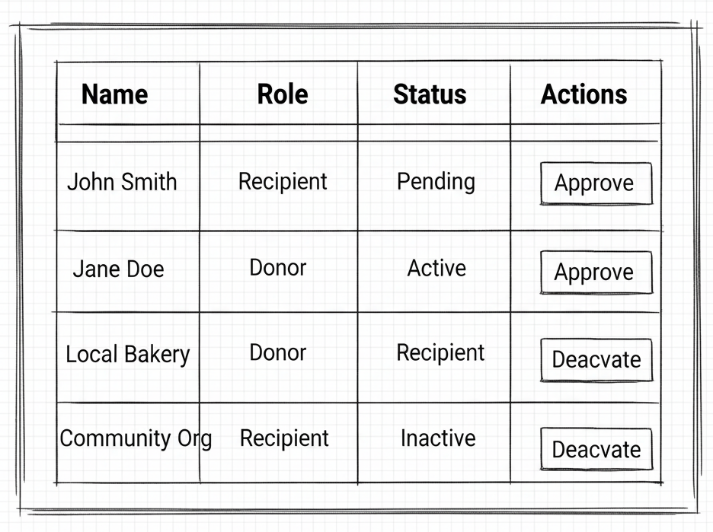 Name Role Status Actions
John Smith Recipient Pending Approve
Jane Doe Donor Active Approve
Local Bakery Donor Recipient Deacvate
Community Org Recipient Inactive Deacvate